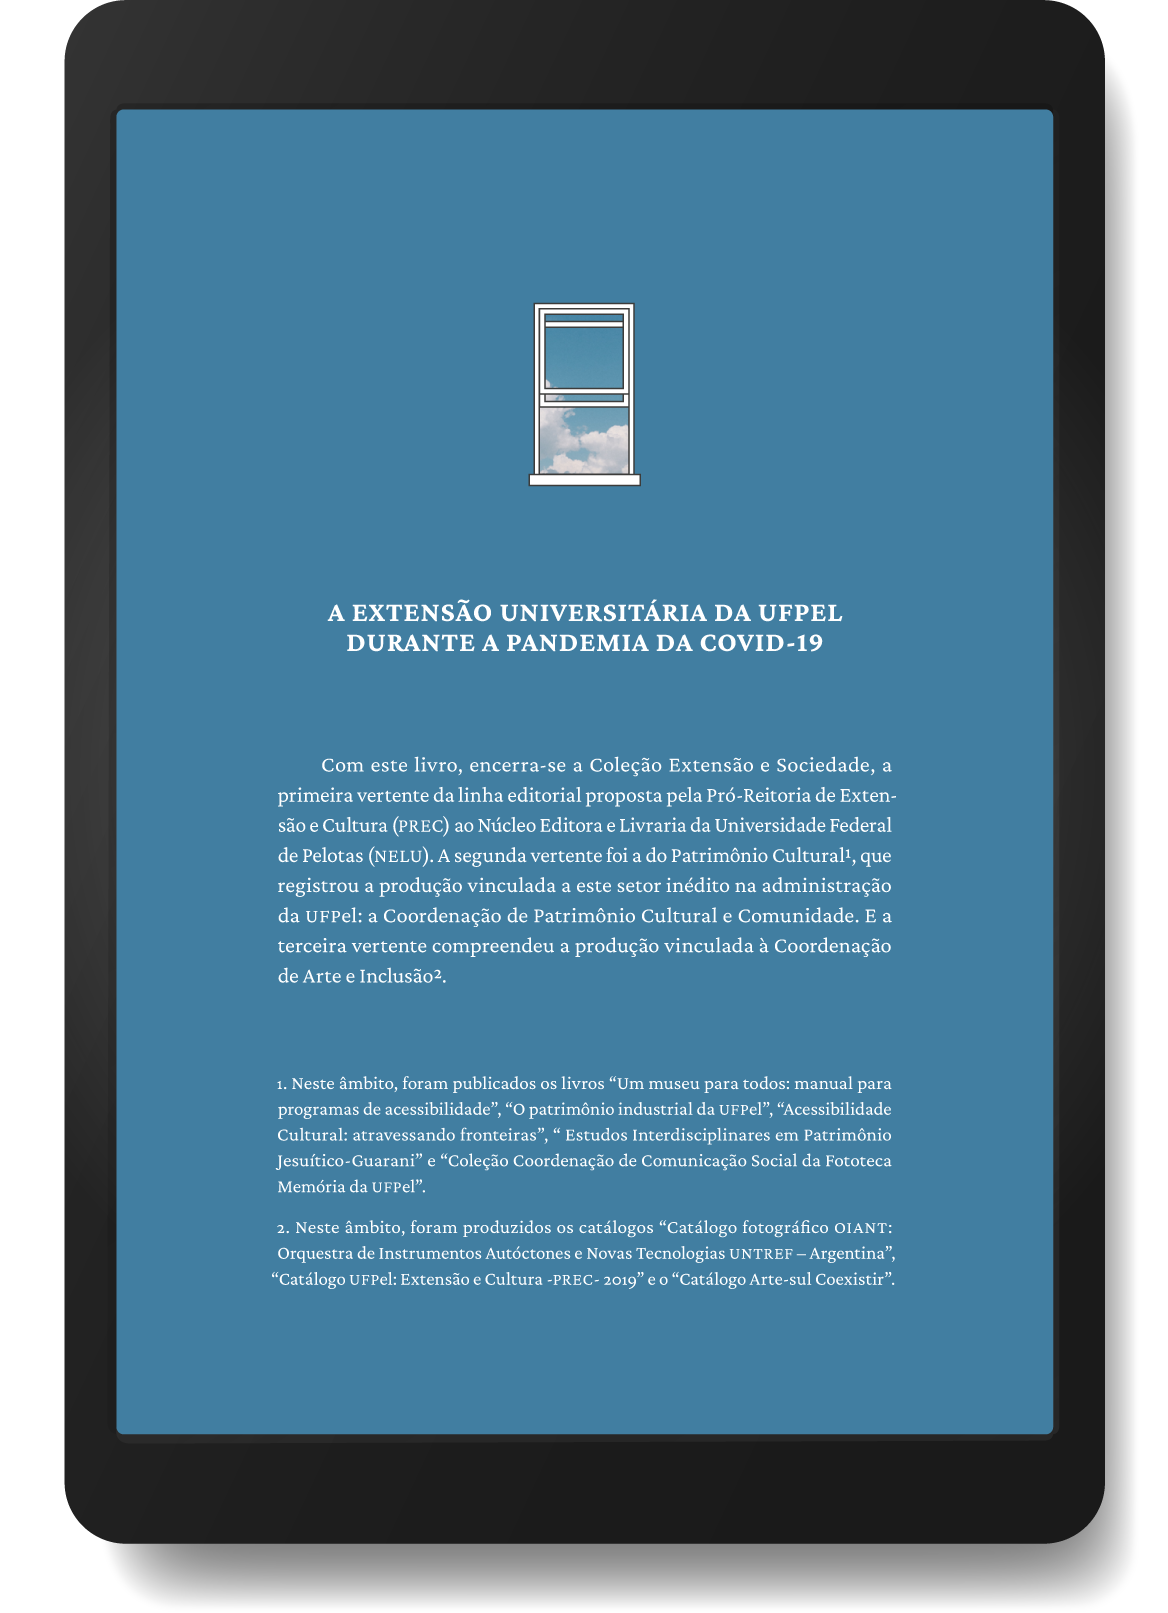 A EXTENSÃO UNIVERSITÁRIA DA UFPEL
DURANTE A PANDEMIA DA COVID-19
Com este livro, encerra-se a Coleção Extensão e Sociedade, a
primeira vertente da linha editorial proposta pela Pró-Reitoria de Exten-
são e Cultura (PREC) ao Núcleo Editora e Livraria da Universidade Federal
de Pelotas (NELU). A segunda vertente foi a do Patrimônio Cultural¹, que
registrou a produção vinculada a este setor inédito na administração
da UFPel: a Coordenação de Patrimônio Cultural e Comunidade. E a
terceira vertente compreendeu a produção vinculada à Coordenação
de Arte e Inclusão².
1. Neste âmbito, foram publicados os livros “Um museu para todos: manual para
programas de acessibilidade”, “O patrimônio industrial da UFPel”, “Acessibilidade
Cultural: atravessando fronteiras”, “ Estudos Interdisciplinares em Patrimônio
Jesuítico-Guarani” e “Coleção Coordenação de Comunicação Social da Fototeca
Memória da UFPel”.
2. Neste âmbito, foram produzidos os catálogos “Catálogo fotográfico OIANT:
Orquestra de Instrumentos Autóctones e Novas Tecnologias UNTREF – Argentina”,
“Catálogo UFPel: Extensão e Cultura -PREC- 2019” e o “Catálogo Arte-sul Coexistir”.